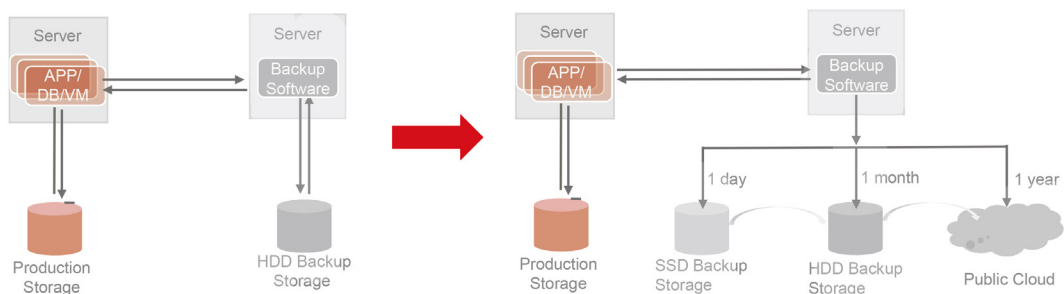 Server
APP/
DB/VM
Server
Backup
Software
Production
Storage
HDD Backup
Storage
Server
APP/
DB/VM
Server
Backup
Software
1 day
1 month
1 year
Production
Storage
SSD Backup
Storage
HDD Backup
Storage
Public Cloud